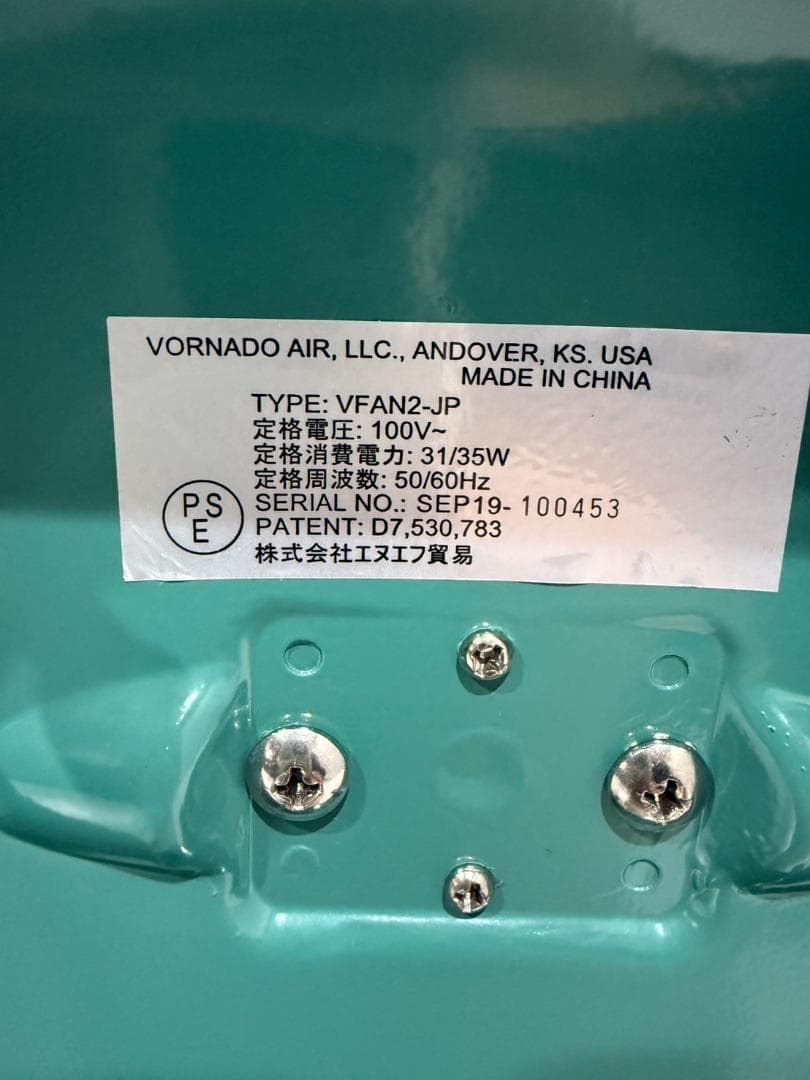 VORNADO AIR, LLC., ANDOVER, KS. USA
MADE IN CHINA
TYPE: VFAN2-JP
定格電圧: 100V~
定格消費電力: 31/35W
定格周波数: 50/60Hz
SERIAL NO.: SEP19-100453
PATENT: D7,530,783
株式会社エヌエフ貿易
PS
E